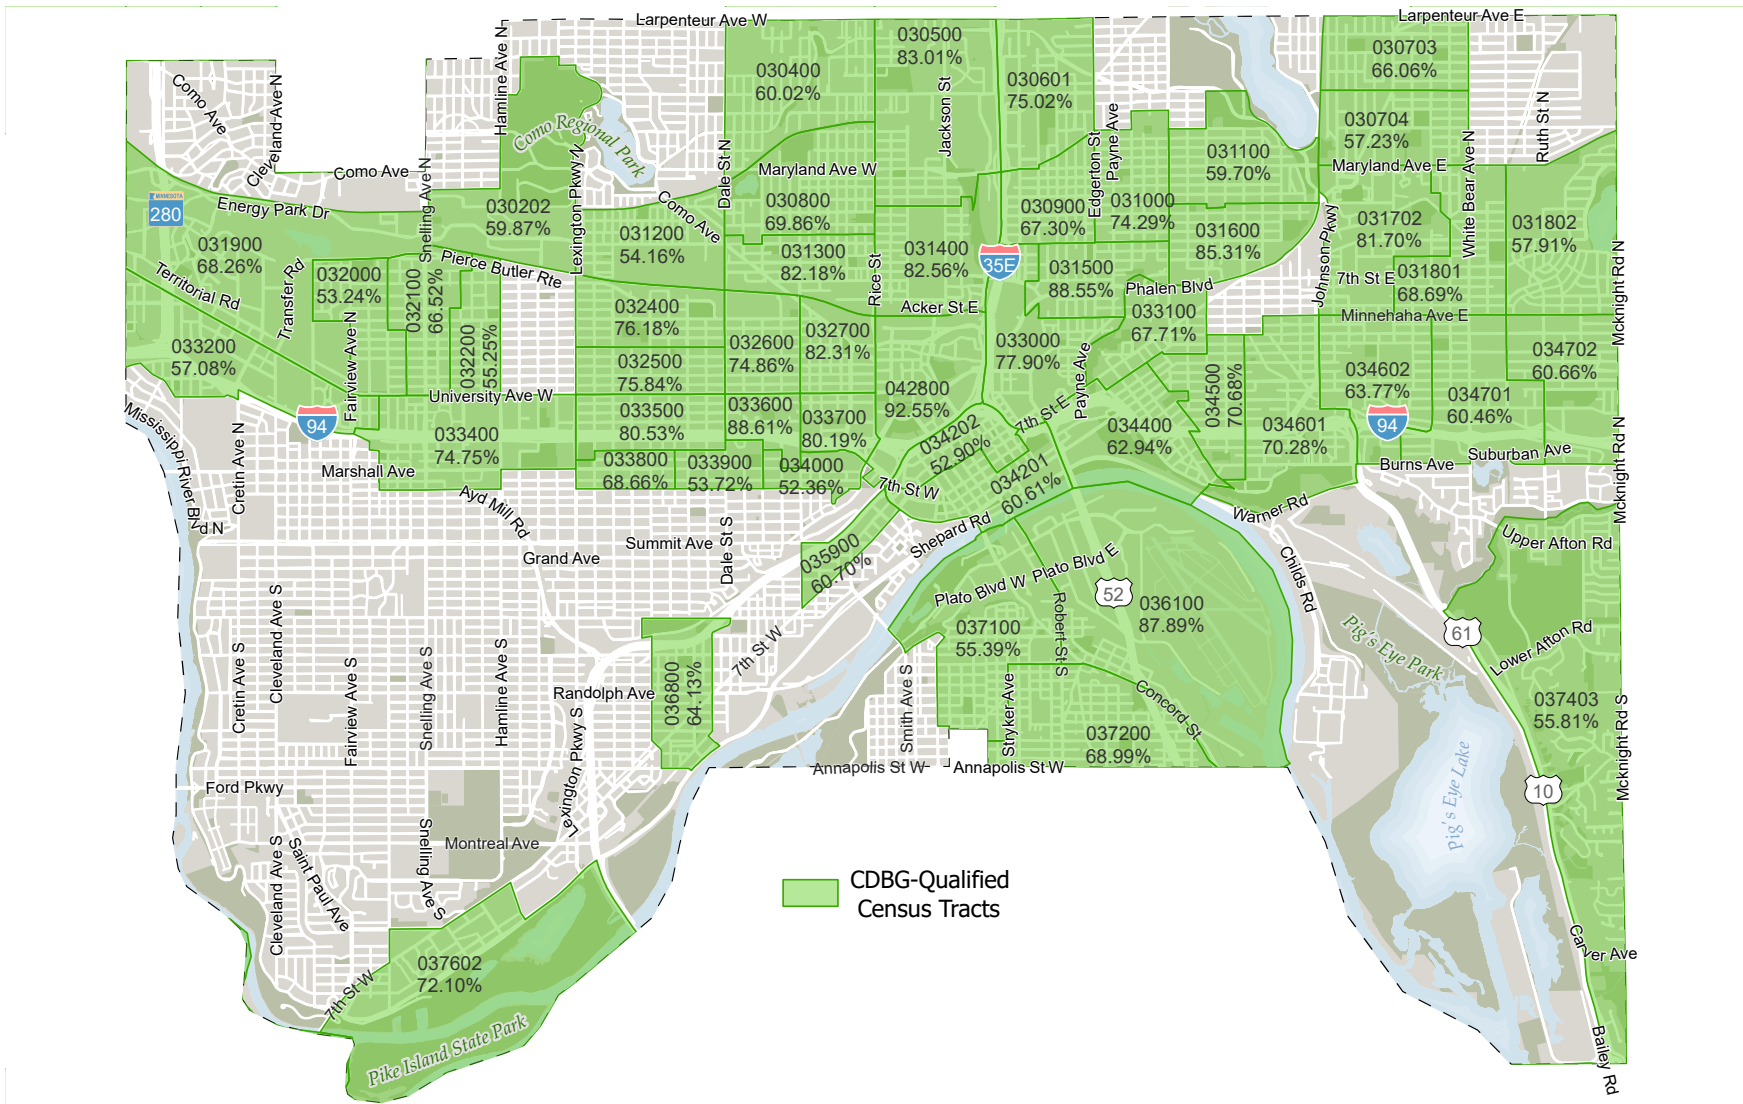 Larpenteur Ave W
Larpenteur Ave E
030500
83.01%
030703
66.06%
030400
60.02%
030601
75.02%
Como Ave
Cleveland Ave N
Hamline Ave N
Como Regional Park
Jackson St
Payne Ave
Edgerton St
030704
57.23%
Ruth St N
White Bear Ave N
Como Ave
Snelling Ave N
Lexington Pkwy N
Dale St N
Maryland Ave W
031100
59.70%
Maryland Ave E
MINNESOTA
280
Energy Park Dr
030202
59.87%
Como Ave
030800
69.86%
030900
67.30%
031000
74.29%
Johnson Pkwy
031702
81.70%
031802
57.91%
031900
68.26%
031200
54.16%
031300
82.18%
031400
82.56%
35E
031600
85.31%
Mcknight Rd N
Territorial Rd
Transfer Rd
032000
53.24%
032100
66.52%
Pierce Butler Rte
Rice St
031500
88.55%
Phalen Blvd
7th St E
031801
68.69%
032400
76.18%
Acker St E
033100
67.71%
Minnehaha Ave E
033200
57.08%
Fairview Ave N
032200
55.25%
032500
75.84%
032600
74.86%
032700
82.31%
033000
77.90%
Payne Ave
034500
70.68%
034602
63.77%
034702
60.66%
University Ave W
042800
92.55%
034701
60.46%
Mississippi River Blvd N
94
033400
74.75%
033500
80.53%
033600
88.61%
033700
80.19%
034202
52.90%
7th St E
034400
62.94%
034601
70.28%
94
Cretin Ave N
Marshall Ave
033800
68.66%
033900
53.72%
034000
52.36%
034201
60.61%
Burns Ave
Suburban Ave
Mcknight Rd N
Ayd Mill Rd
7th St W
Warner Rd
Summit Ave
Grand Ave
Dale St S
035900
60.70%
Shepard Rd
Upper Afton Rd
Plato Blvd W
Plato Blvd E
52
Childs Rd
Cleveland Ave S
Robert St S
036100
87.89%
037100
55.39%
Pig's Eye Park
61
Lower Afton Rd
Cretin Ave S
Fairview Ave S
Snelling Ave S
Hamline Ave S
7th St W
Randolph Ave
036800
64.13%
Smith Ave S
Stryker Ave
Concord St
037403
55.81%
Mcknight Rd S
Lexington Pkwy S
037200
68.99%
Annapolis St W
Annapolis St W
Ford Pkwy
Pig's Eye Lake
10
Cleveland Ave S
Saint Paul Ave
Snelling Ave S
Montreal Ave
CDBG-Qualified
Census Tracts
Carver Ave
037602
72.10%
7th St W
Pike Island State Park
Bailey Rd